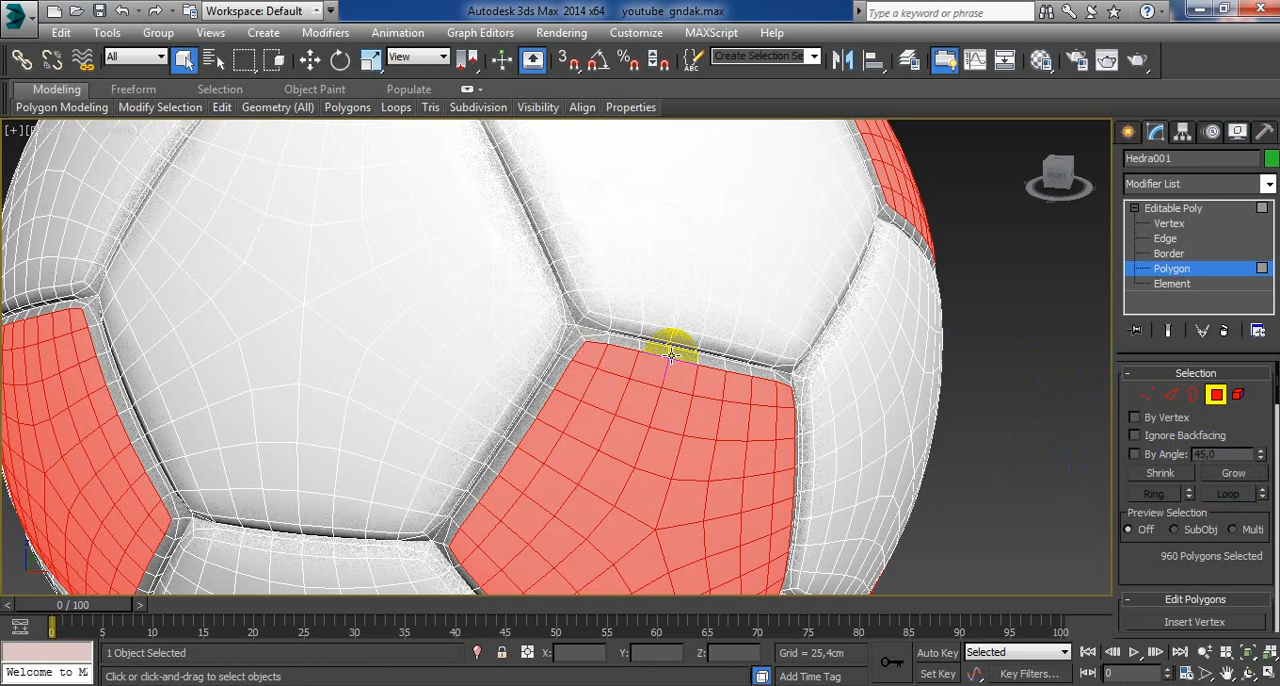 Workspace: Default
Autodesk 3ds Max 2014 x64 youtube gndak.max
Type a keyword or phrase
Edit Tools Group Views Create Modifiers Animation Graph Editors Rendering Customize MAXScript Help
All View Create Selection Se
Modeling Freeform Selection Object Paint Populate
Polygon Modeling Modify Selection Edit Geometry (All) Polygons Loops Tris Subdivision Visibility Align Properties
[+]
Hedra001
Modifier List
Editable Poly
Vertex
Edge
Border
Polygon
Element
- Selection
By Vertex
Ignore Backfacing
By Angle: 45,0
Shrink Grow
Ring Loop
Preview Selection
Off SubObj Multi
960 Polygons Selected
- Edit Polygons
Insert Vertex
< 0 / 100 >
0 5 10 15 20 25 30 35 40 45 50 55 60 65 70 75 80 85 90 95 100
1 Object Selected X: Y: Z: Grid = 25,4cm Auto Key Selected
Welcome to Click or click-and-drag to select objects Add Time Tag Set Key Key Filters... 0